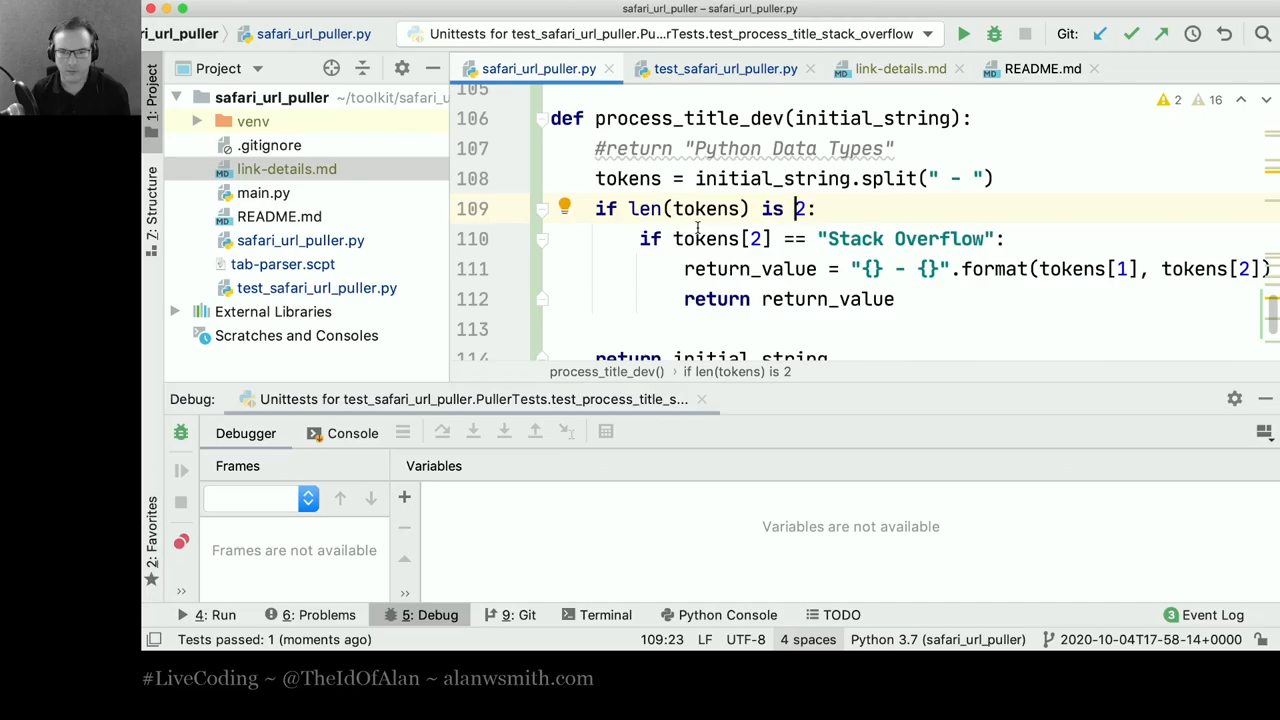 safari_url_puller – safari_url_puller.py
rl_puller
safari_url_puller.py
Unittests for test_safari_url_puller.Pu...rTests.test_process_title_stack_overflow
Git:
1: Project
Z: Structure
2: Favorites
Project
safari_url_puller ~/toolkit/safari_u
venv
.gitignore
link-details.md
main.py
README.md
safari_url_puller.py
tab-parser.scpt
test_safari_url_puller.py
External Libraries
Scratches and Consoles
safari_url_puller.py
test_safari_url_puller.py
link-details.md
README.md
2 16
105
106 def process_title_dev(initial_string):
107 #return "Python Data Types"
108 tokens = initial_string.split(" - ")
109 if len(tokens) is 2:
110 if tokens[2] == "Stack Overflow":
111 return_value = "{} - {}".format(tokens[1], tokens[2])
112 return return_value
113
114 return initial_string
process_title_dev() if len(tokens) is 2
Debug: Unittests for test_safari_url_puller.PullerTests.test_process_title_s...
Debugger Console
Frames Variables
Frames are not available
Variables are not available
4: Run 6: Problems 5: Debug 9: Git Terminal Python Console TODO 3 Event Log
Tests passed: 1 (moments ago) 109:23 LF UTF-8 4 spaces Python 3.7 (safari_url_puller) 2020-10-04T17-58-14+0000
#LiveCoding ~ @TheIdOfAlan ~ alanwsmith.com